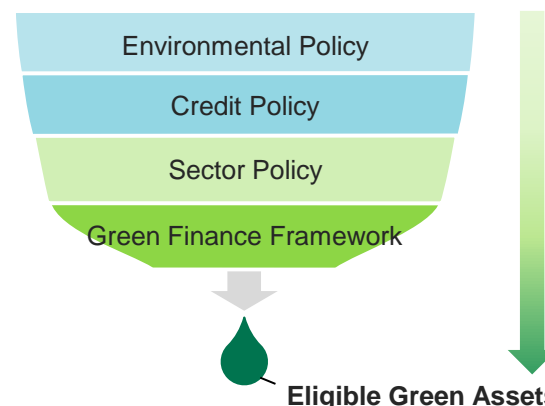 Environmental Policy
Credit Policy
Sector Policy
Green Finance Framework
Eligible Green Assets